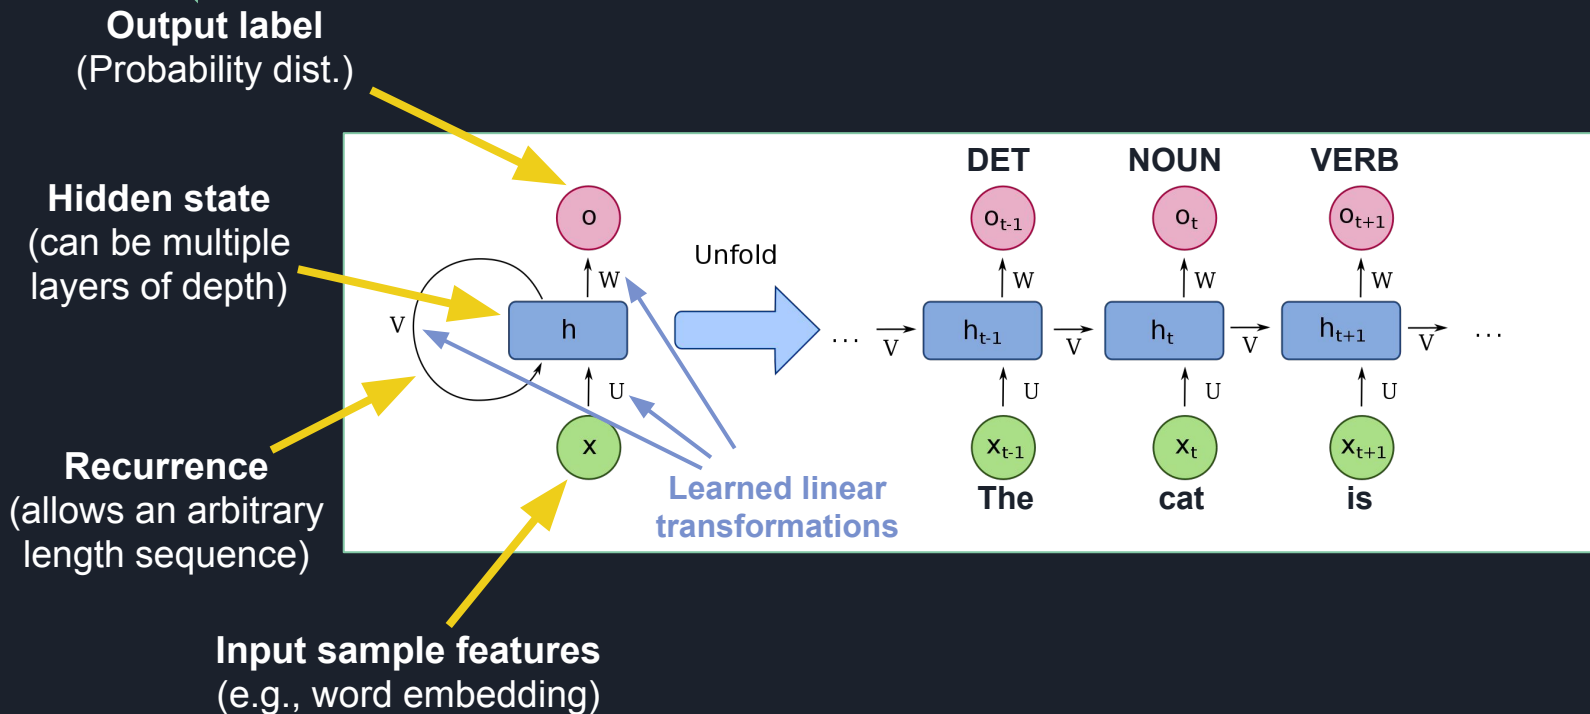 Output label
(Probability dist.)
Hidden state
(can be multiple
layers of depth)
Recurrence
(allows an arbitrary
length sequence)
Input sample features
(e.g., word embedding)
o
W
h
V
U
x
Learned linear
transformations
Unfold
DET NOUN VERB
oₜ₋₁ oₜ oₜ₊₁
W W W
... V hₜ₋₁ V hₜ V hₜ₊₁ V ...
U U U
xₜ₋₁ xₜ xₜ₊₁
The cat is